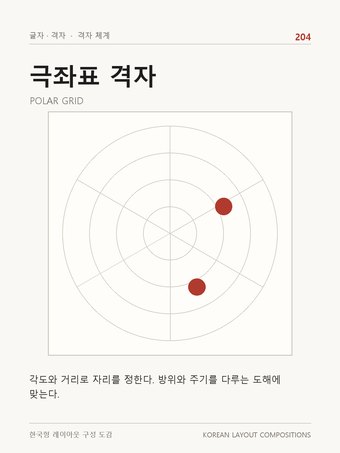 글자 · 격자 · 격자 체계
204
극좌표 격자
POLAR GRID
각도와 거리로 자리를 정한다. 방위와 주기를 다루는 도해에
맞는다.
한국형 레이아웃 구성 도감
KOREAN LAYOUT COMPOSITIONS